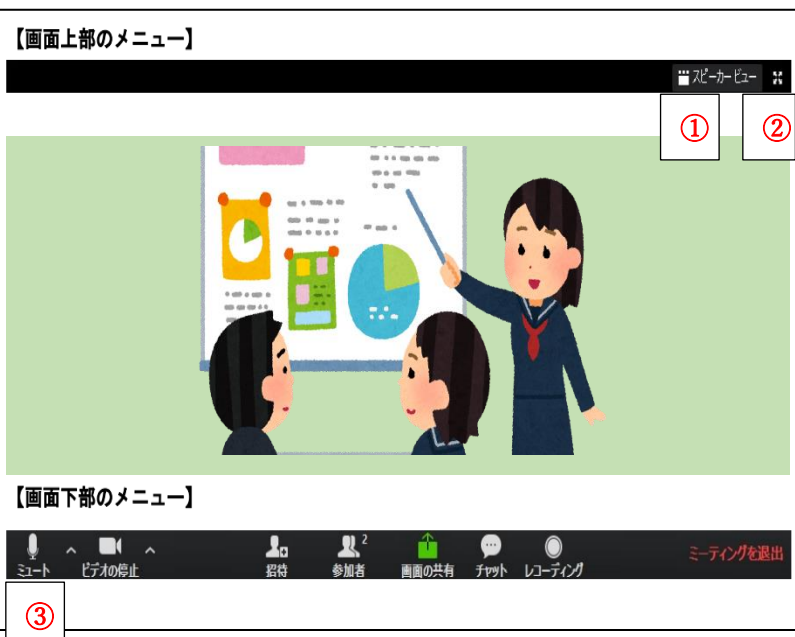 【画面上部のメニュー】
スピーカー ビュー
① ②
【画面下部のメニュー】
ミュート ビデオの停止 招待 参加者 2 画面の共有 チャット レコーディング ミーティングを退出
③